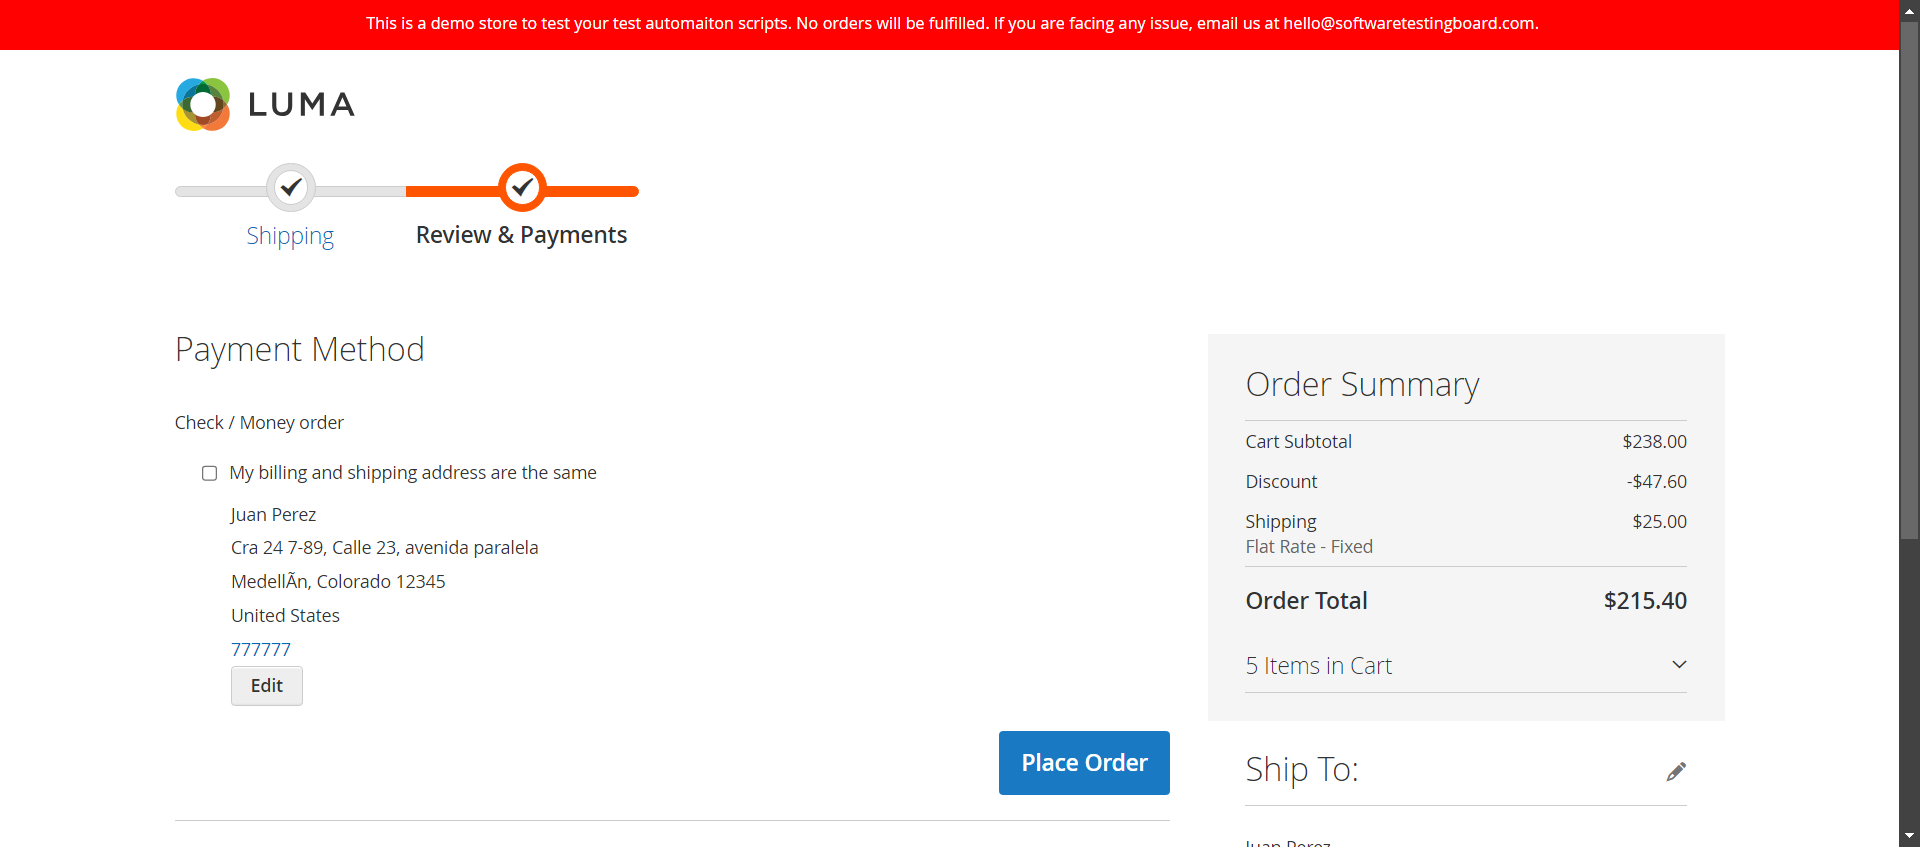 This is a demo store to test your test automaiton scripts. No orders will be fulfilled. If you are facing any issue, email us at hello@softwaretestingboard.com.
LUMA
Shipping
Review & Payments
Payment Method
Check / Money order
My billing and shipping address are the same
Juan Perez
Cra 24 7-89, Calle 23, avenida paralela
MedellÃn, Colorado 12345
United States
777777
Edit
Place Order
Order Summary
Cart Subtotal $238.00
Discount -$47.60
Shipping $25.00
Flat Rate - Fixed
Order Total $215.40
5 Items in Cart
Ship To:
Juan Perez